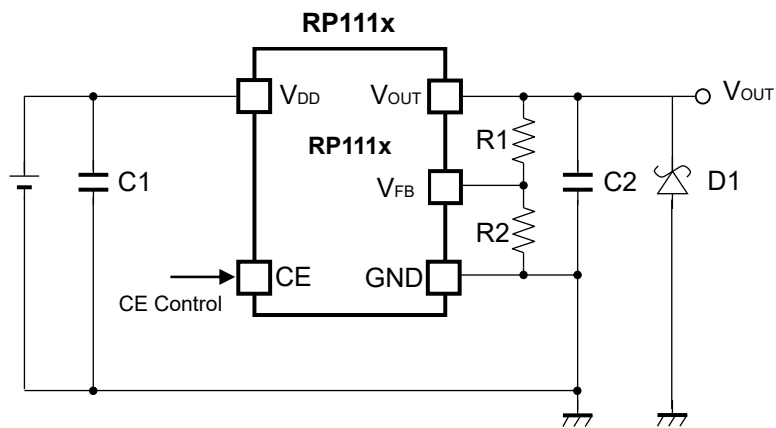 RP111x
VDD
VOUT
VOUT
R1
RP111x
C1
VFB
C2
D1
R2
CE
GND
CE Control